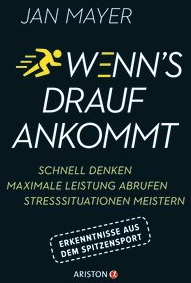 JAN MAYER
WENN'S
DRAUF
ANKOMMT
SCHNELL DENKEN
MAXIMALE LEISTUNG ABRUFEN
STRESSSITUATIONEN MEISTERN
ERKENNTNISSE AUS
DEM SPITZENSPORT
ARISTON